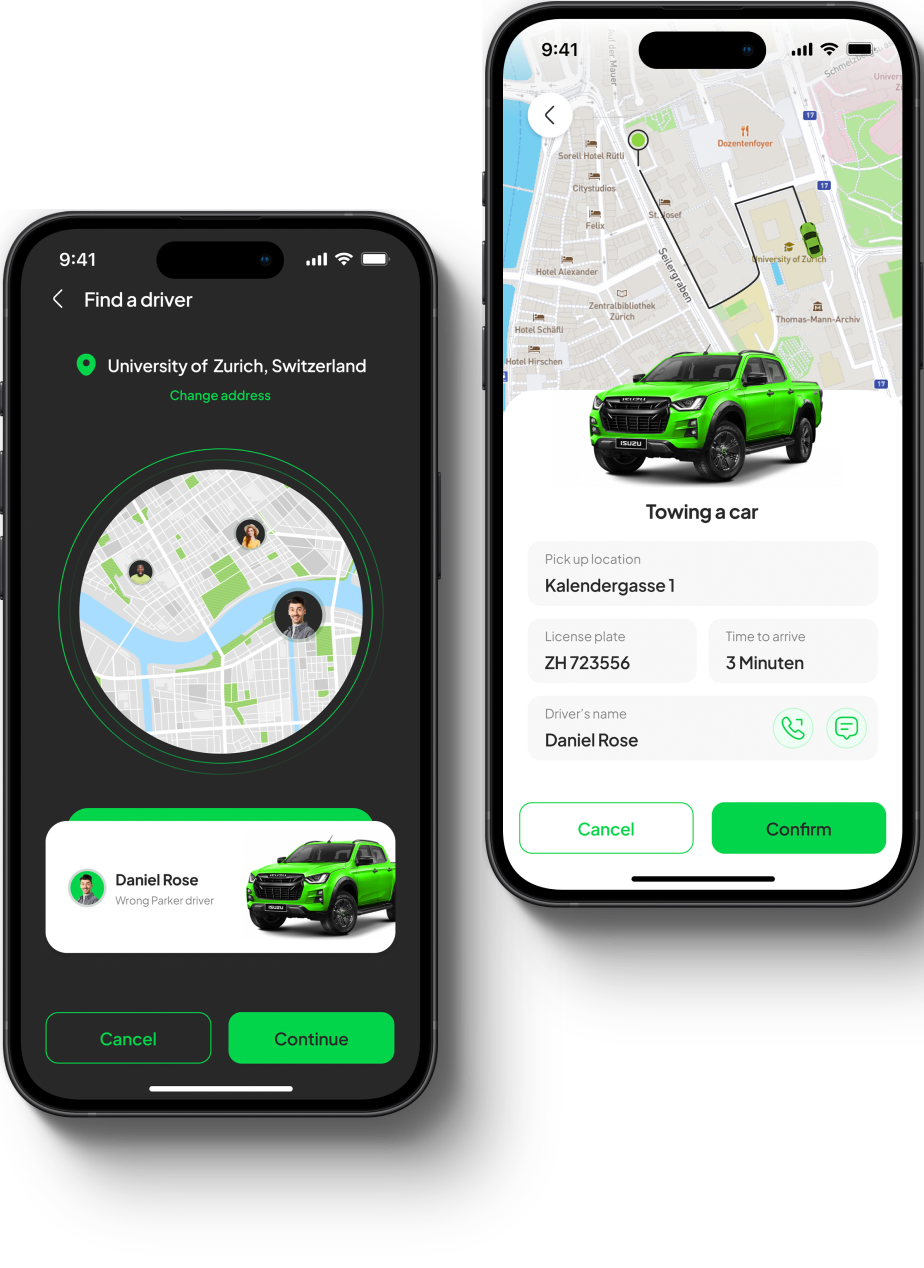 9:41
Find a driver
University of Zurich, Switzerland
Change address
Daniel Rose
Wrong Parker driver
ISUZU
Cancel
Continue
9:41
Auf der Mauer
Univers
17
Dozentenfoyer
Sorell Hotel Rütli
17
Citystudios
St. Josef
Felix
University of Zurich
Seilergraben
Hotel Alexander
Zentralbibliothek
Zürich
Thomas-Mann-Archiv
Hotel Schäfli
Hotel Hirschen
17
ISUZU
ISUZU
Towing a car
Pick up location
Kalendergasse 1
License plate
ZH 723556
Time to arrive
3 Minuten
Driver's name
Daniel Rose
Cancel
Confirm